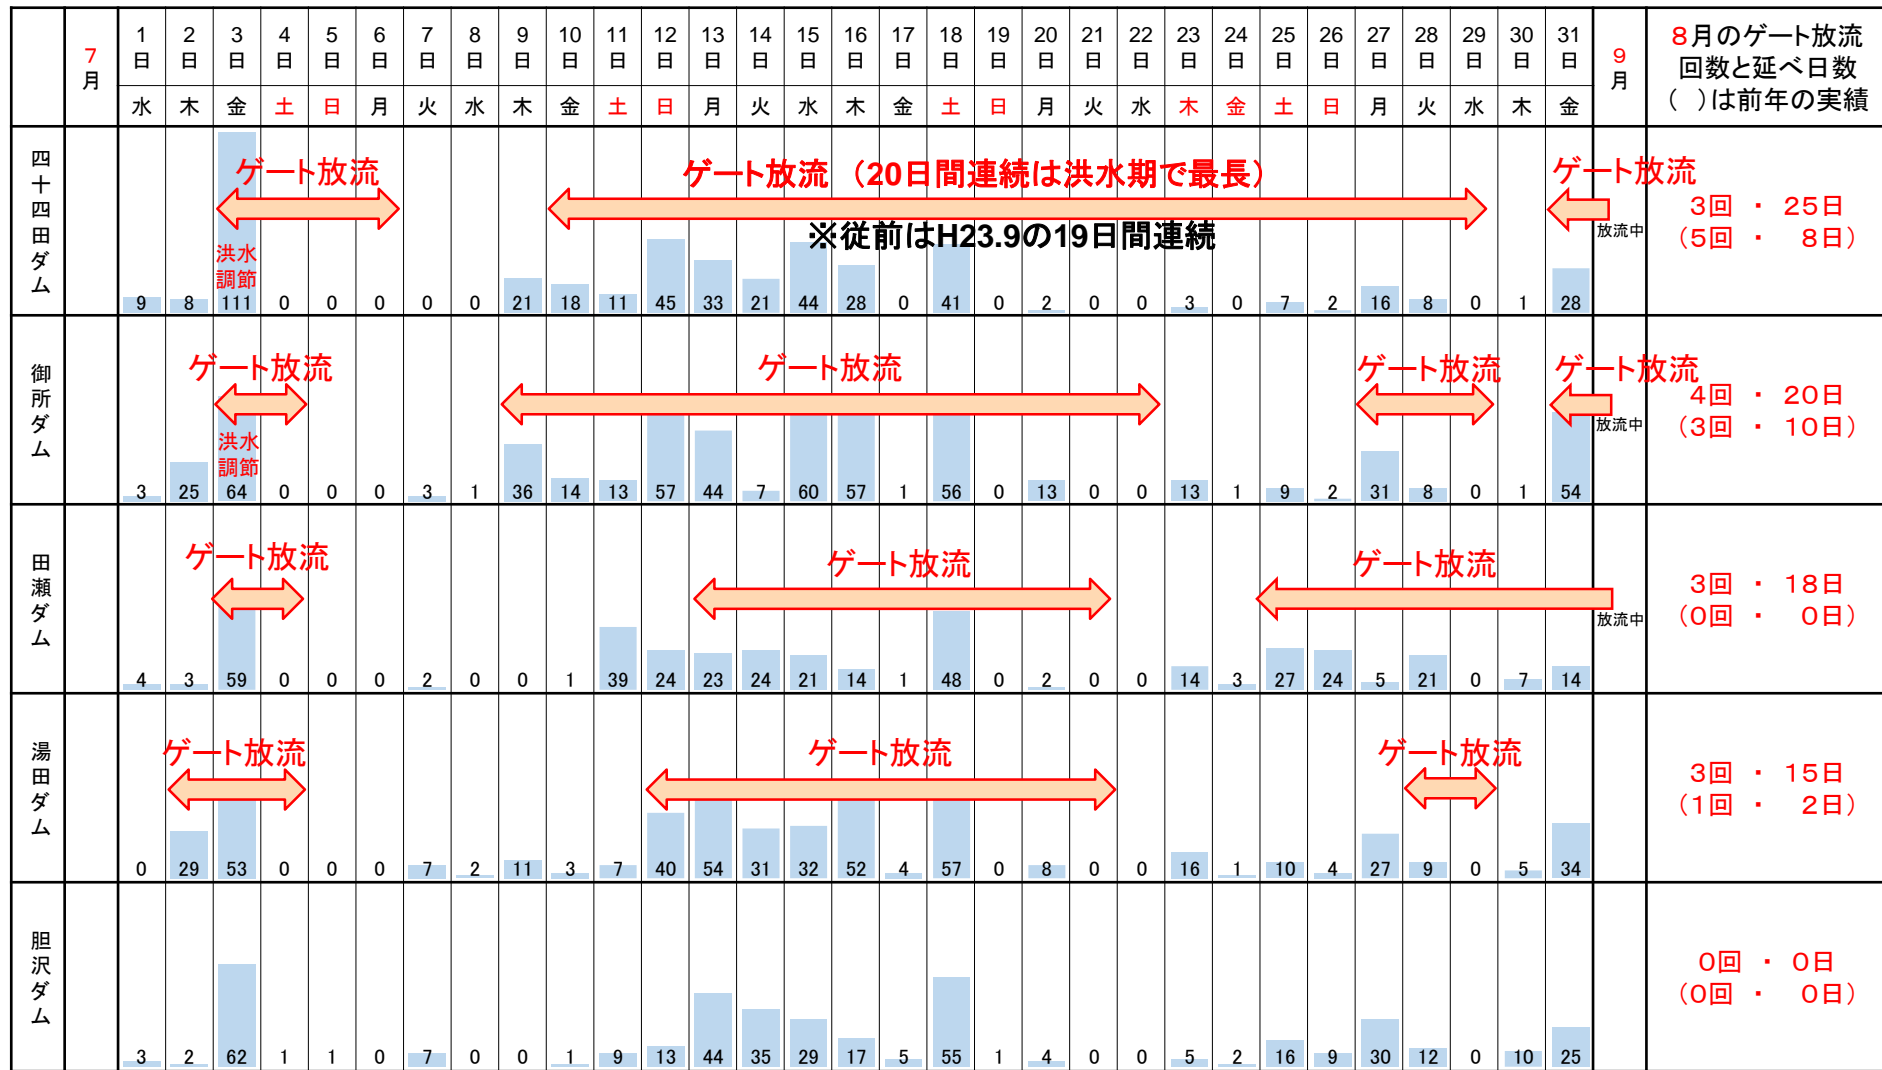 7月 1日 2日 3日 4日 5日 6日 7日 8日 9日 10日 11日 12日 13日 14日 15日 16日 17日 18日 19日 20日 21日 22日 23日 24日 25日 26日 27日 28日 29日 30日 31日 9月
水 木 金 土 日 月 火 水 木 金 土 日 月 火 水 木 金 土 日 月 火 水 木 金 土 日 月 火 水 木 金
8月のゲート放流
回数と延べ日数
( )は前年の実績
四十四田ダム
ゲート放流
ゲート放流 (20日間連続は洪水期で最長)
ゲート放流
※従前はH23.9の19日間連続
放流中
洪水
調節
9 8 111 0 0 0 0 0 21 18 11 45 33 21 44 28 0 41 0 2 0 0 3 0 7 2 16 8 0 1 28
3回 ・ 25日
(5回 ・ 8日)
御所ダム
ゲート放流
ゲート放流
ゲート放流
ゲート放流
放流中
洪水
調節
3 25 64 0 0 0 3 1 36 14 13 57 44 7 60 57 1 56 0 13 0 0 13 1 9 2 31 8 0 1 54
4回 ・ 20日
(3回 ・ 10日)
田瀬ダム
ゲート放流
ゲート放流
ゲート放流
放流中
4 3 59 0 0 0 2 0 0 1 39 24 23 24 21 14 1 48 0 2 0 0 14 3 27 24 5 21 0 7 14
3回 ・ 18日
(0回 ・ 0日)
湯田ダム
ゲート放流
ゲート放流
ゲート放流
0 29 53 0 0 0 7 2 11 3 7 40 54 31 32 52 4 57 0 8 0 0 16 1 10 4 27 9 0 5 34
3回 ・ 15日
(1回 ・ 2日)
胆沢ダム
3 2 62 1 1 0 7 0 0 1 9 13 44 35 29 17 5 55 1 4 0 0 5 2 16 9 30 12 0 10 25
0回 ・ 0日
(0回 ・ 0日)